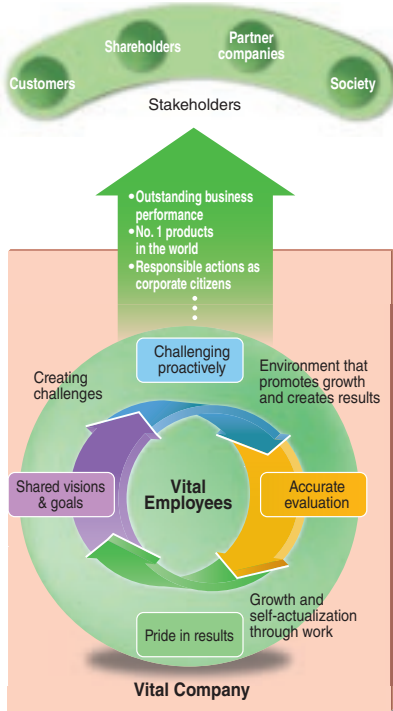 Customers
Shareholders
Partner
companies
Society
Stakeholders
•Outstanding business
performance
•No. 1 products
in the world
•Responsible actions as
corporate citizens
Challenging
proactively
Creating
challenges
Environment that
promotes growth
and creates results
Shared visions
& goals
Vital
Employees
Accurate
evaluation
Growth and
self-actualization
through work
Pride in results
Vital Company